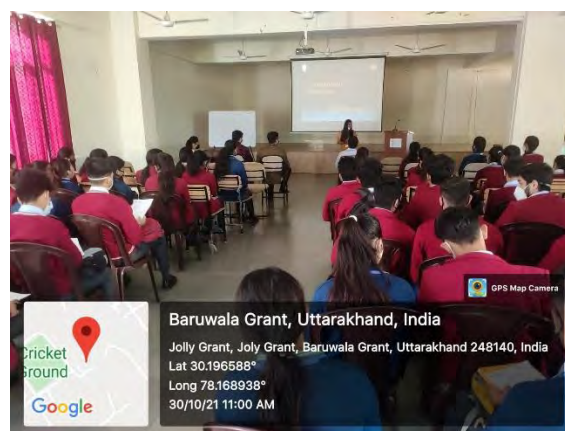 GPS Map Camera
Baruwala Grant, Uttarakhand, India
Jolly Grant, Joly Grant, Baruwala Grant, Uttarakhand 248140, India
Lat 30.196588°
Long 78.168938°
30/10/21 11:00 AM
Cricket
Ground
Google